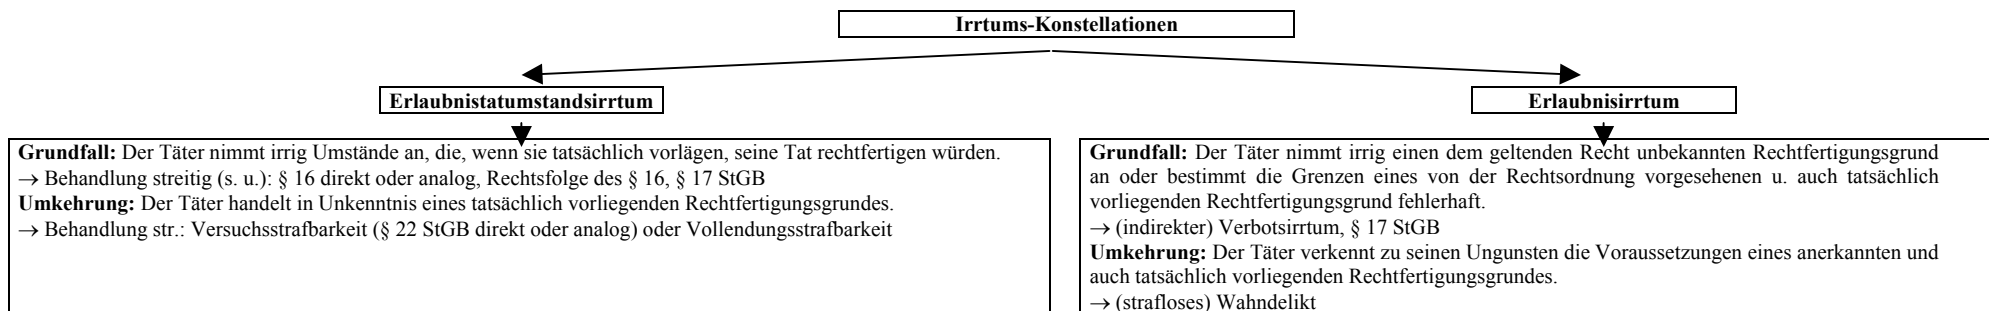 Irrtums-Konstellationen
Erlaubnistatumstandsirrtum
Grundfall: Der Täter nimmt irrig Umstände an, die, wenn sie tatsächlich vorlägen, seine Tat rechtfertigen würden.
→ Behandlung streitig (s. u.): § 16 direkt oder analog, Rechtsfolge des § 16, § 17 StGB
Umkehrung: Der Täter handelt in Unkenntnis eines tatsächlich vorliegenden Rechtfertigungsgrundes.
→ Behandlung str.: Versuchsstrafbarkeit (§ 22 StGB direkt oder analog) oder Vollendungsstrafbarkeit
Erlaubnisirrtum
Grundfall: Der Täter nimmt irrig einen dem geltenden Recht unbekannten Rechtfertigungsgrund
an oder bestimmt die Grenzen eines von der Rechtsordnung vorgesehenen u. auch tatsächlich
vorliegenden Rechtfertigungsgrund fehlerhaft.
→ (indirekter) Verbotsirrtum, § 17 StGB
Umkehrung: Der Täter verkennt zu seinen Ungunsten die Voraussetzungen eines anerkannten und
auch tatsächlich vorliegenden Rechtfertigungsgrundes.
→ (strafloses) Wahndelikt